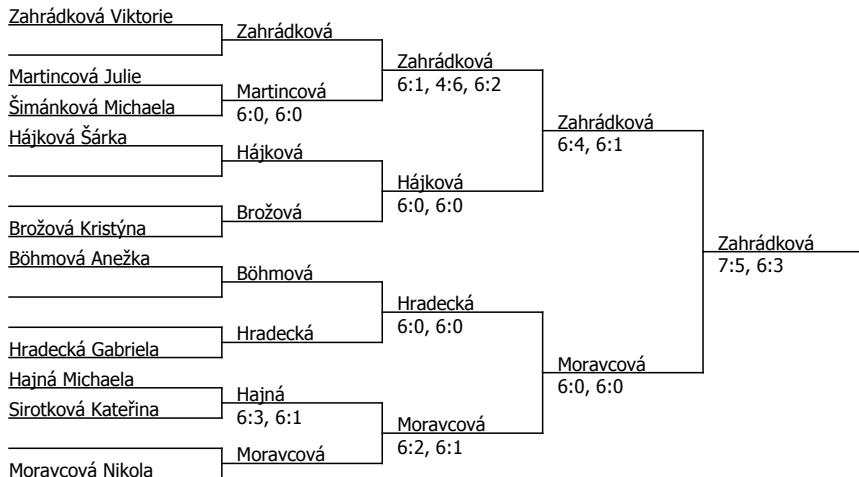 Zahrádková Viktorie
Zahrádková
Zahrádková
6:1, 4:6, 6:2
Martincová Julie
Martincová
6:0, 6:0
Šimánková Michaela
Zahrádková
6:4, 6:1
Hájková Šárka
Hájková
Hájková
6:0, 6:0
Brožová
Brožová Kristýna
Zahrádková
7:5, 6:3
Böhmová Anežka
Böhmová
Hradecká
6:0, 6:0
Hradecká
Hradecká Gabriela
Moravcová
6:0, 6:0
Hajná Michaela
Hajná
6:3, 6:1
Sirotková Kateřina
Moravcová
6:2, 6:1
Moravcová
Moravcová Nikola